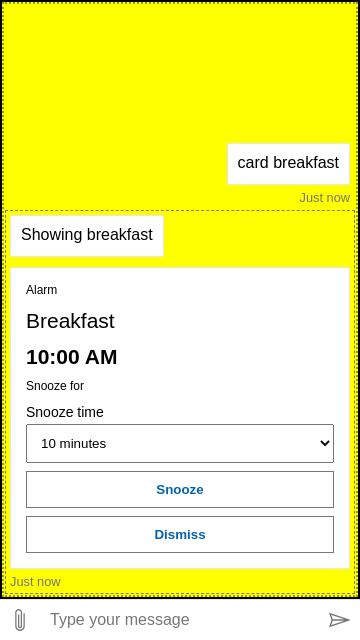 card breakfast
Just now
Showing breakfast
Alarm
Breakfast
10:00 AM
Snooze for
Snooze time
10 minutes
Snooze
Dismiss
Just now
Type your message